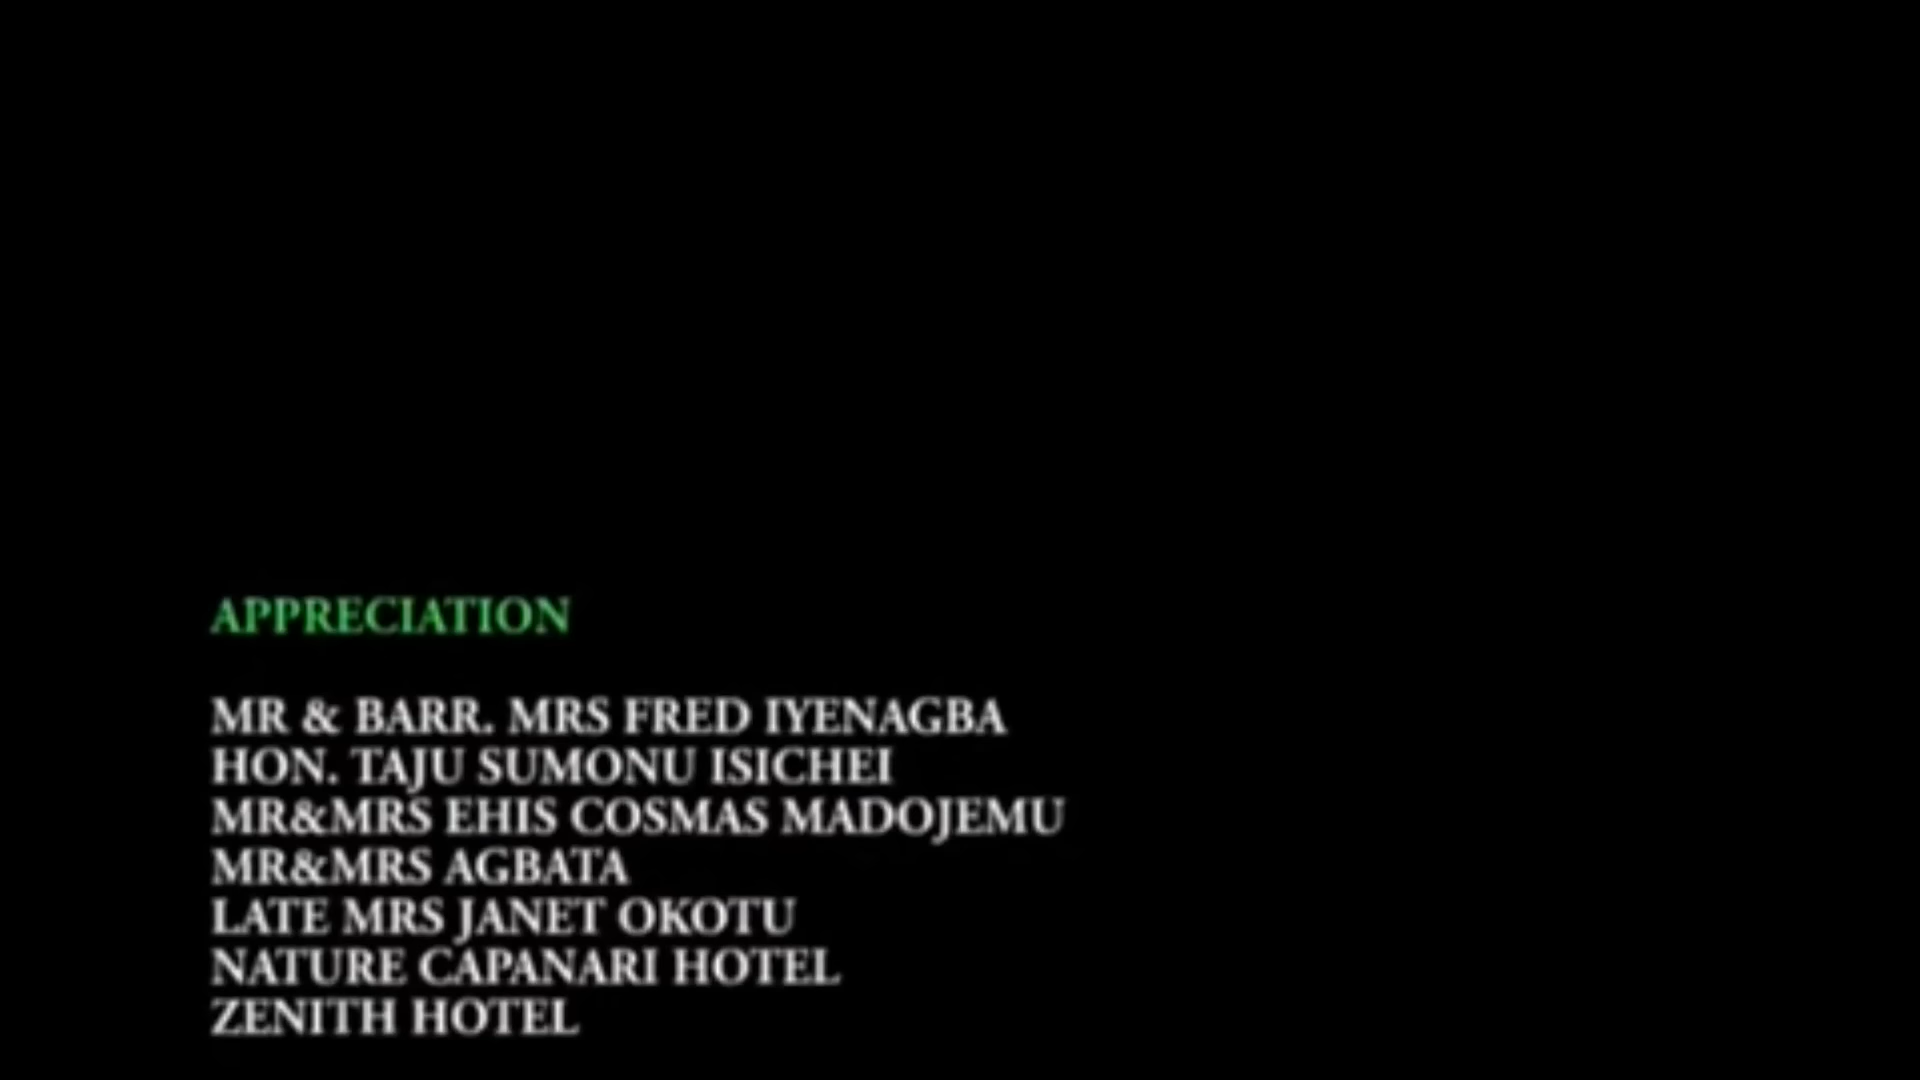 APPRECIATION
MR & BARR. MRS FRED IYENAGBA
HON. TAJU SUMONU ISICHEI
MR&MRS EHIS COSMAS MADOJEMU
MR&MRS AGBATA
LATE MRS JANET OKOTU
NATURE CAPANARI HOTEL
ZENITH HOTEL